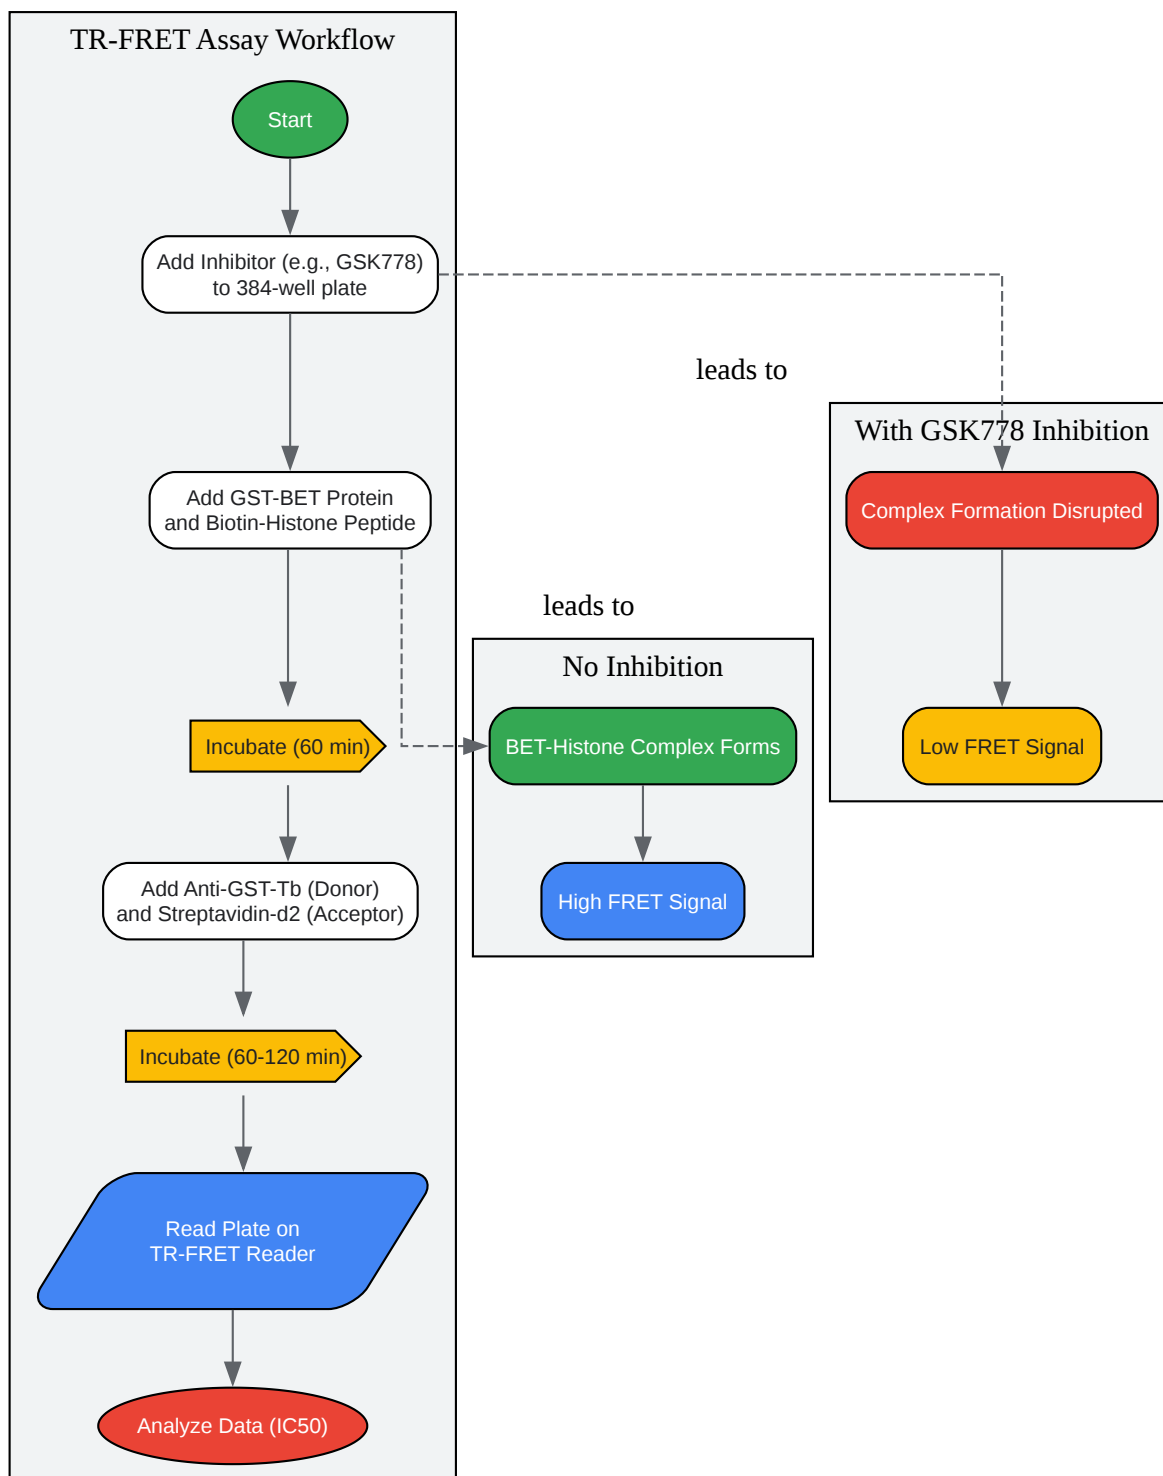 TR-FRET Assay Workflow
Start
Add Inhibitor (e.g., GSK778)
to 384-well plate
leads to
With GSK778 Inhibition
Add GST-BET Protein
and Biotin-Histone Peptide
Complex Formation Disrupted
leads to
No Inhibition
Incubate (60 min)
BET-Histone Complex Forms
Low FRET Signal
Add Anti-GST-Tb (Donor)
and Streptavidin-d2 (Acceptor)
High FRET Signal
Incubate (60-120 min)
Read Plate on
TR-FRET Reader
Analyze Data (IC50)